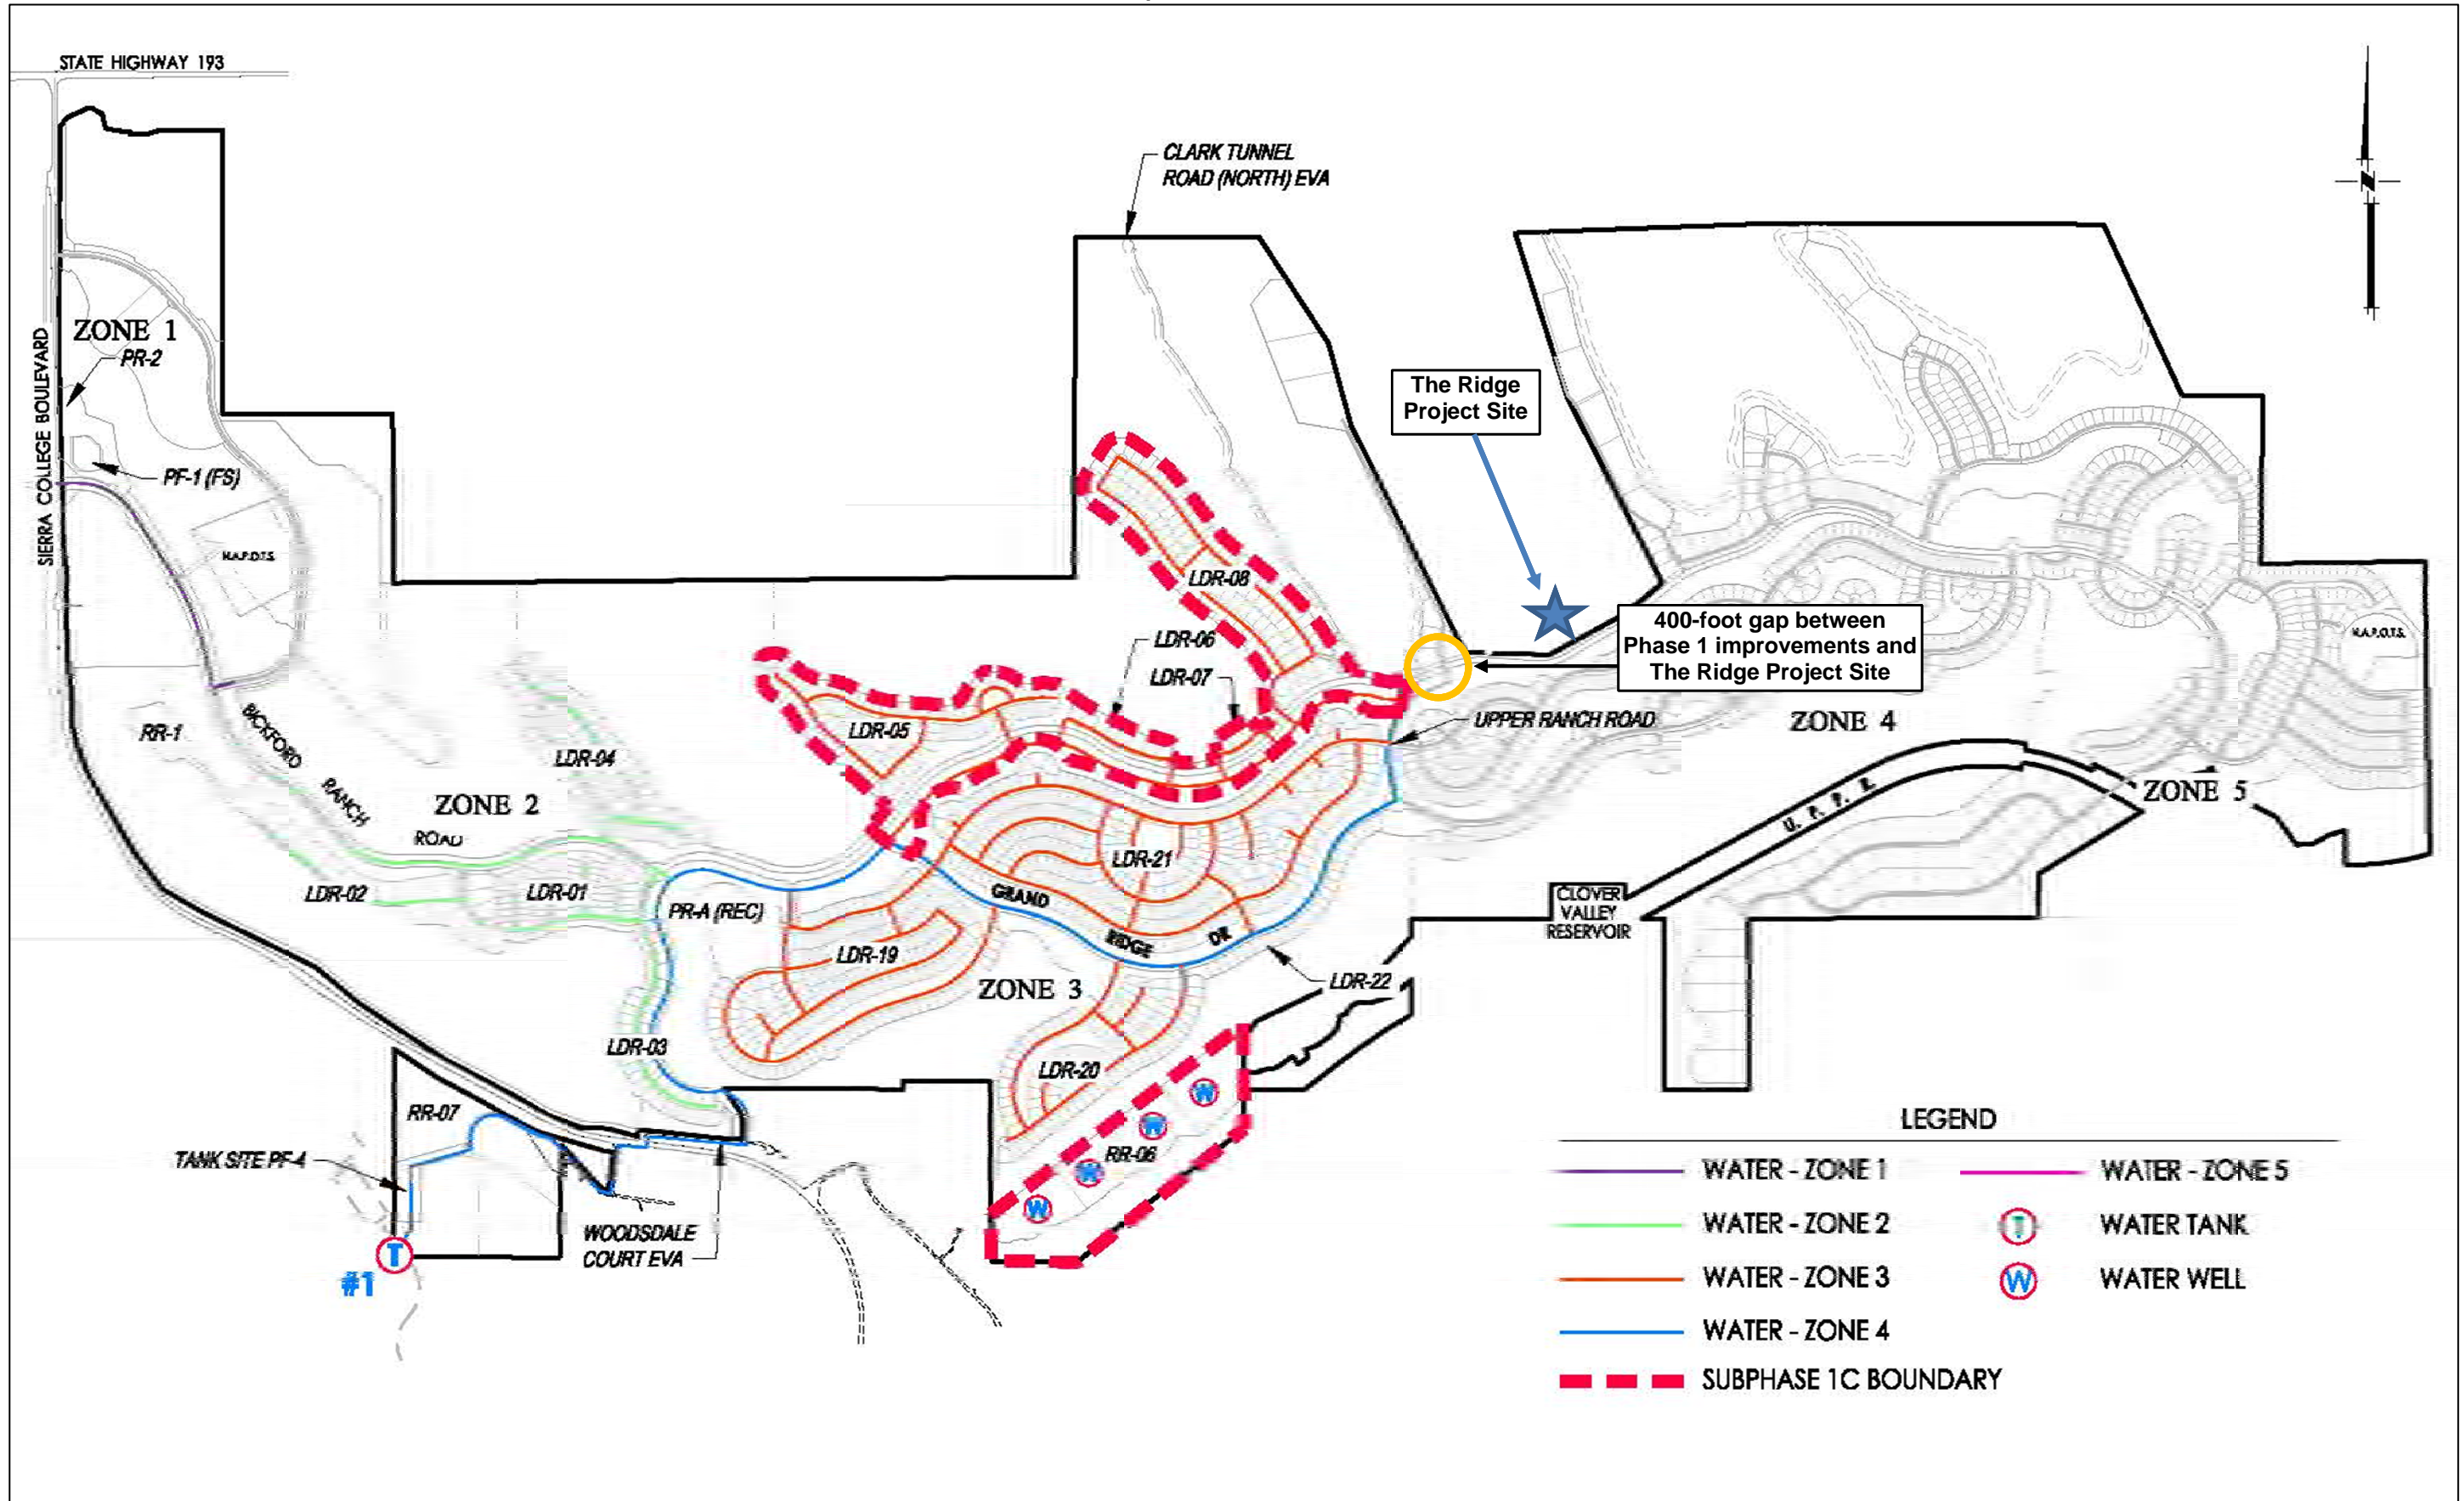 STATE HIGHWAY 193
CLARK TUNNEL
ROAD (NORTH) EVA
N
SIERRA COLLEGE BOULEVARD
ZONE 1
PR-2
PF-1 (FS)
N.A.P.O.T.S.
The Ridge
Project Site
LDR-08
400-foot gap between
Phase 1 improvements and
The Ridge Project Site
N.A.P.O.T.S.
LDR-06
LDR-07
UPPER RANCH ROAD
ZONE 4
RR-1
BICKFORD
RANCH
ROAD
LDR-04
LDR-05
ZONE 2
U. P. R. R.
ZONE 5
LDR-02
LDR-01
PR-A (REC)
LDR-21
GRAND
RIDGE
DR
CLOVER
VALLEY
RESERVOIR
LDR-19
ZONE 3
LDR-22
LDR-03
LDR-20
RR-06
W
W
W
W
RR-07
TANK SITE PF-4
T
#1
WOODSDALE
COURT EVA
LEGEND
WATER - ZONE 1
WATER - ZONE 2
WATER - ZONE 3
WATER - ZONE 4
SUBPHASE 1C BOUNDARY
WATER - ZONE 5
T WATER TANK
W WATER WELL